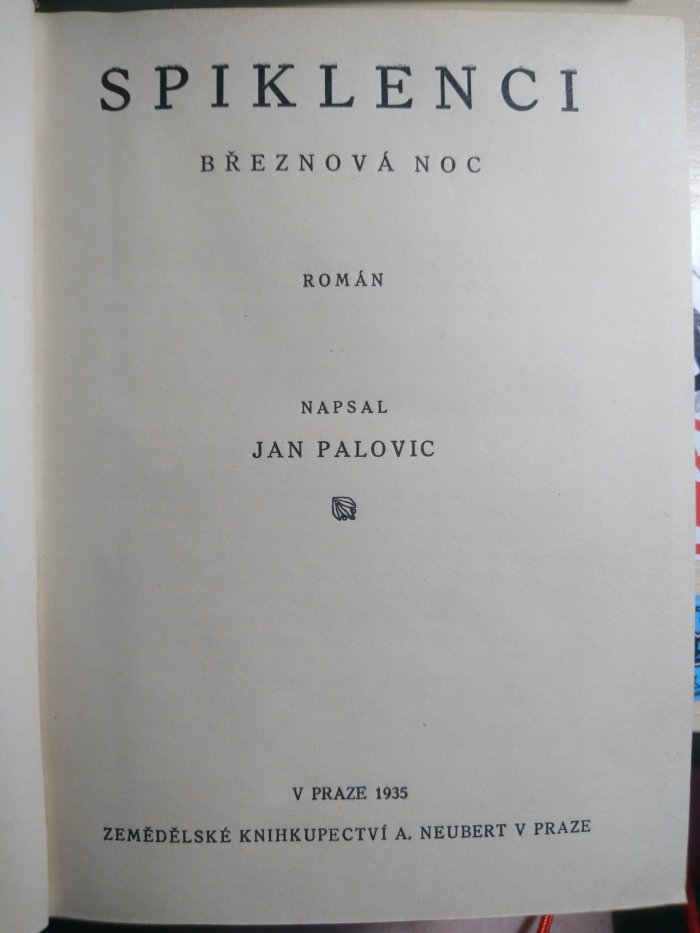 SPIKLENCI
BŘEZNOVÁ NOC
ROMÁN
NAPSAL
JAN PALOVIC
V PRAZE 1935
ZEMĚDĚLSKÉ KNIHKUPECTVÍ A. NEUBERT V PRAZE